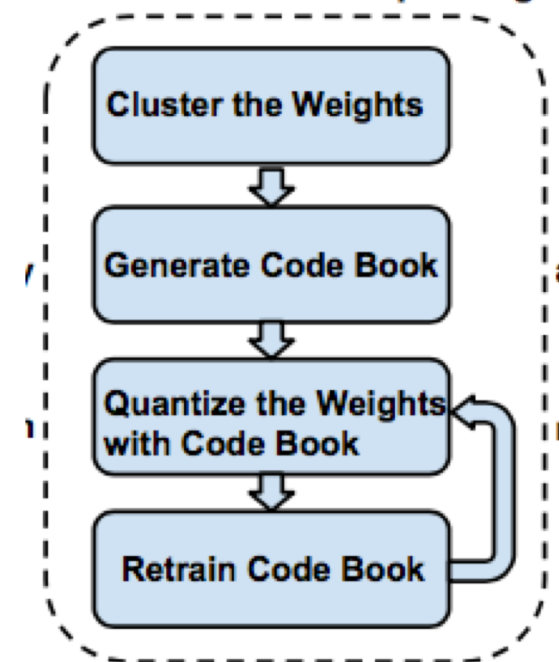 Cluster the Weights
Generate Code Book
Quantize the Weights
with Code Book
Retrain Code Book